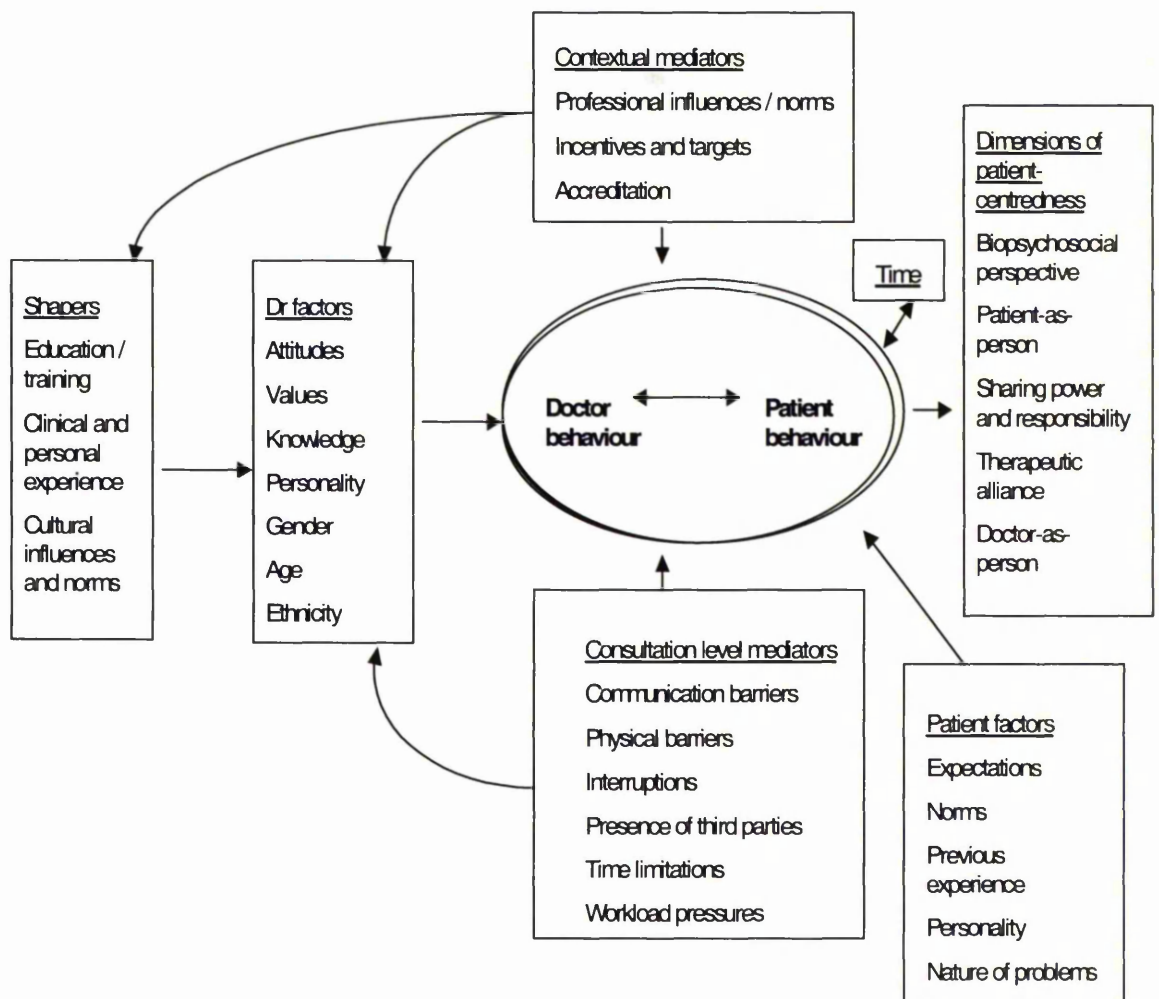 Contextual mediators
Professional influences / norms
Incentives and targets
Accreditation
Dimensions of
patient-
centredness
Biopsychosocial
perspective
Patient-as-
person
Sharing power
and responsibility
Therapeutic
alliance
Doctor-as-
person
Time
Shapers
Education /
training
Clinical and
personal
experience
Cultural
influences
and norms
Dr factors
Attitudes
Values
Knowledge
Personality
Gender
Age
Ethnicity
Doctor
behaviour
Patient
behaviour
Consultation level mediators
Communication barriers
Physical barriers
Interruptions
Presence of third parties
Time limitations
Workload pressures
Patient factors
Expectations
Norms
Previous
experience
Personality
Nature of problems